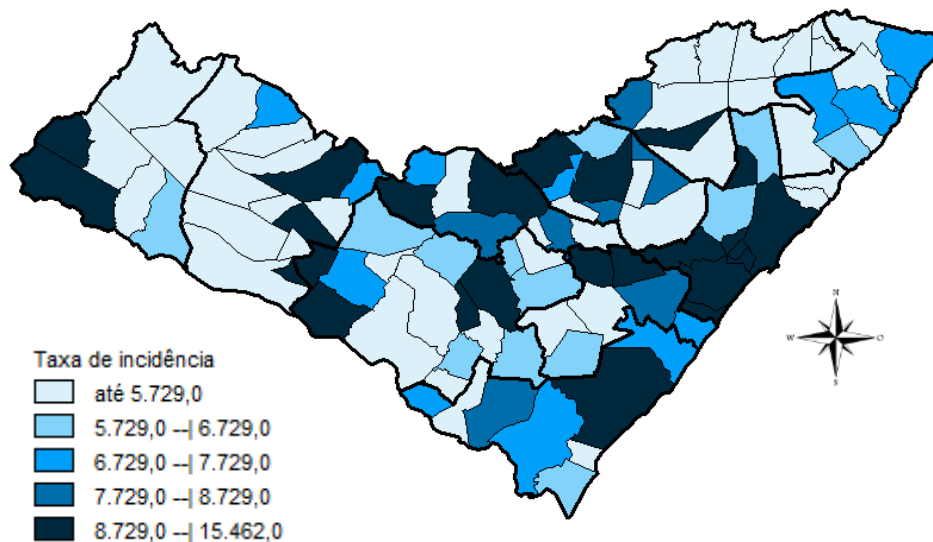 N
W
O
S
Taxa de incidência
até 5.729,0
5.729,0 --| 6.729,0
6.729,0 --| 7.729,0
7.729,0 --| 8.729,0
8.729,0 --| 15.462,0